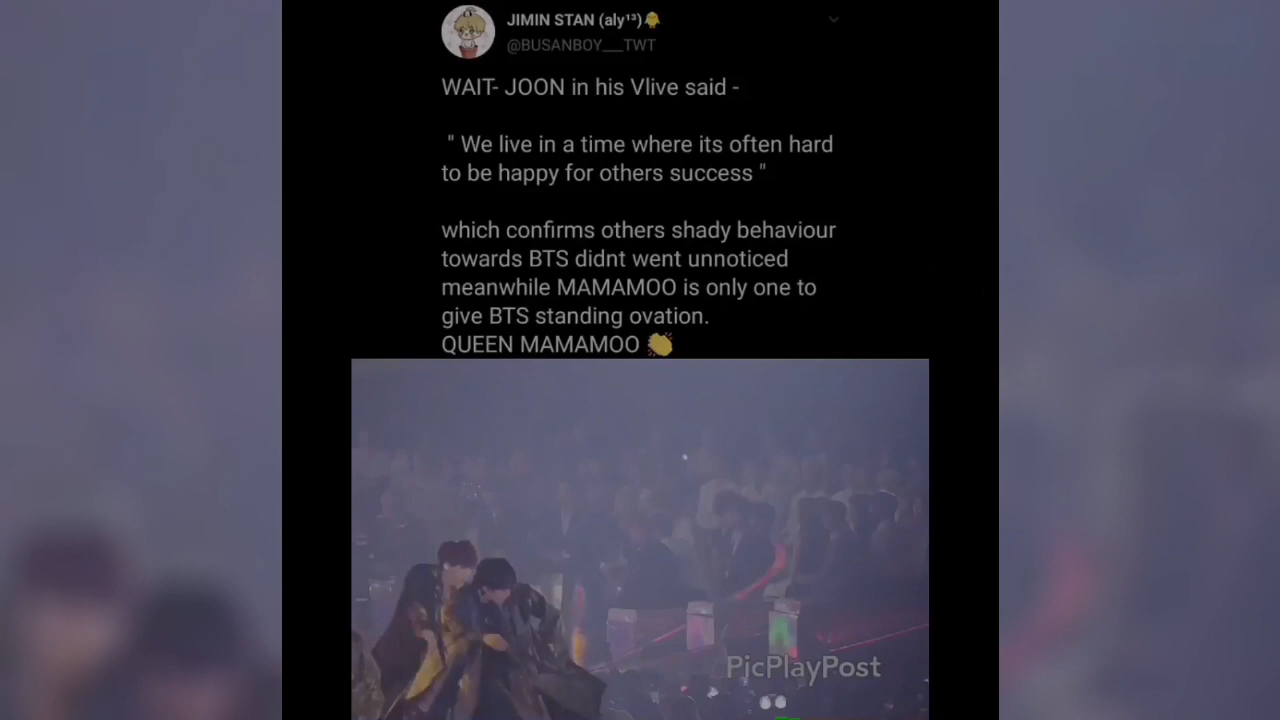 JIMIN STAN (aly¹³)🐥
@BUSANBOY___TWT
WAIT- JOON in his Vlive said -
" We live in a time where its often hard
to be happy for others success "
which confirms others shady behaviour
towards BTS didnt went unnoticed
meanwhile MAMAMOO is only one to
give BTS standing ovation.
QUEEN MAMAMOO 👏
PicPlayPost